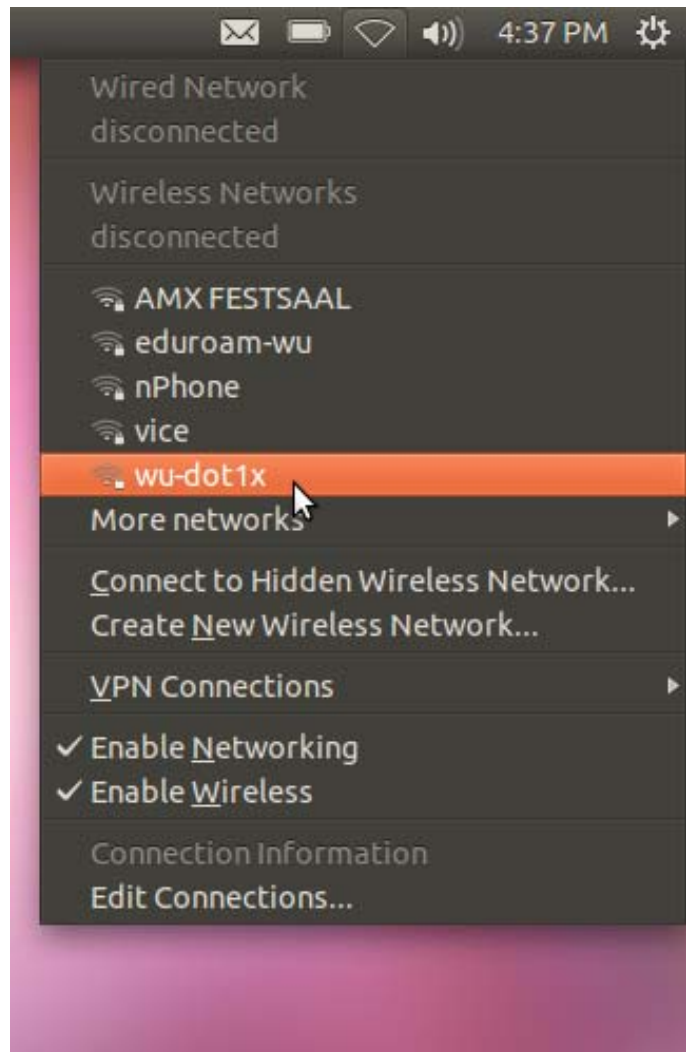 4:37 PM
Wired Network
disconnected
Wireless Networks
disconnected
AMX FESTSAAL
eduroam-wu
nPhone
vice
wu-dot1x
More networks
Connect to Hidden Wireless Network...
Create New Wireless Network...
VPN Connections
Enable Networking
Enable Wireless
Connection Information
Edit Connections...